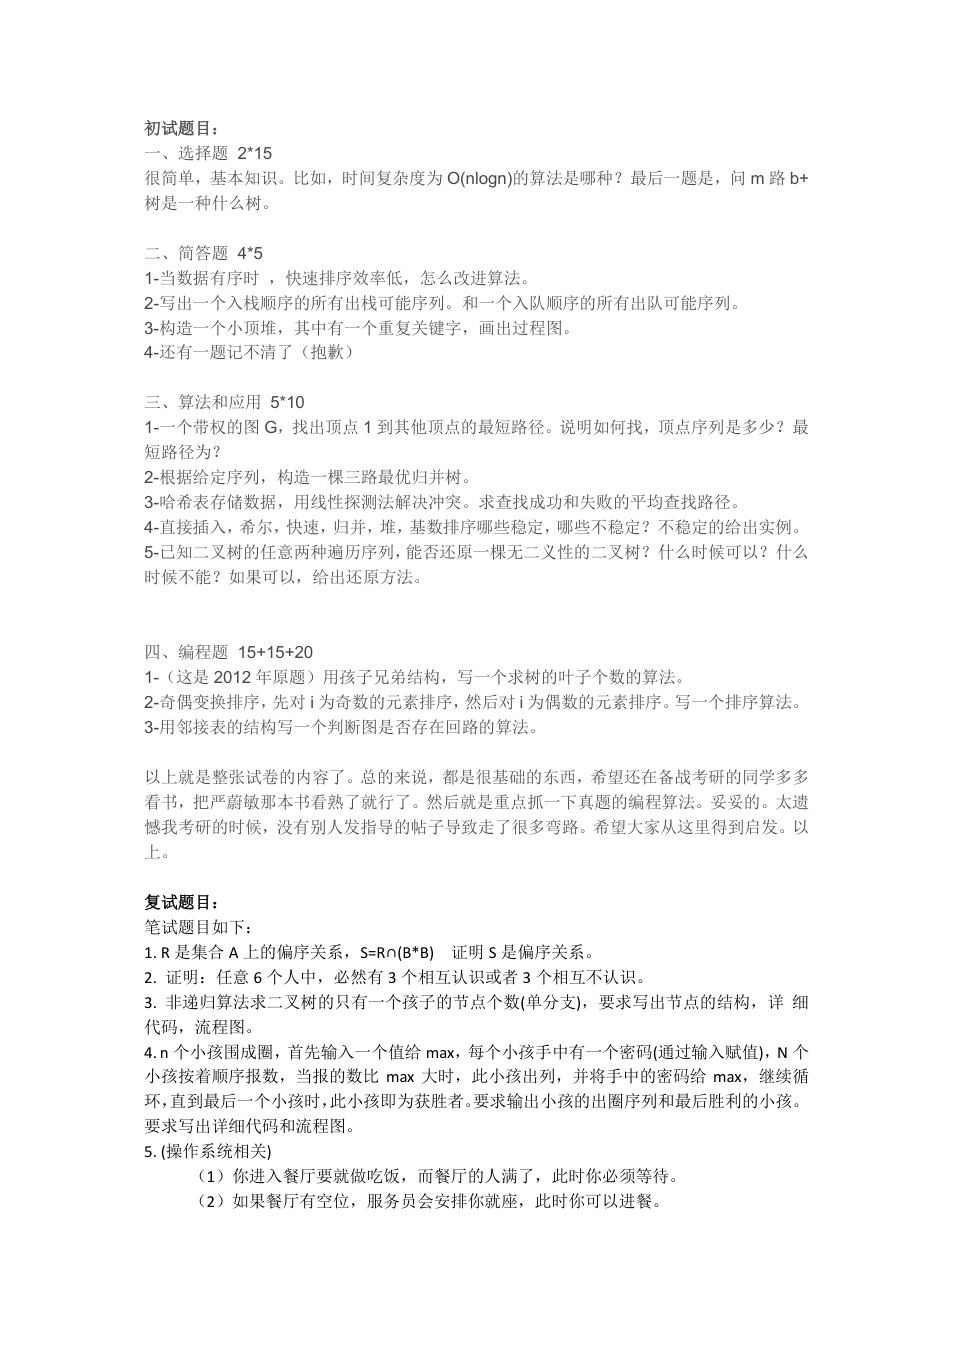 初试题目：
一、选择题 2*15
很简单，基本知识。比如，时间复杂度为 O(nlogn)的算法是哪种？最后一题是，问 m 路 b+
树是一种什么树。
二、简答题 4*5
1-当数据有序时 ，快速排序效率低，怎么改进算法。
2-写出一个入栈顺序的所有出栈可能序列。和一个入队顺序的所有出队可能序列。
3-构造一个小顶堆，其中有一个重复关键字，画出过程图。
4-还有一题记不清了（抱歉）
三、算法和应用 5*10
1-一个带权的图 G，找出顶点 1 到其他顶点的最短路径。说明如何找，顶点序列是多少？最
短路径为？
2-根据给定序列，构造一棵三路最优归并树。
3-哈希表存储数据，用线性探测法解决冲突。求查找成功和失败的平均查找路径。
4-直接插入，希尔，快速，归并，堆，基数排序哪些稳定，哪些不稳定？不稳定的给出实例。
5-已知二叉树的任意两种遍历序列，能否还原一棵无二义性的二叉树？什么时候可以？什么
时候不能？如果可以，给出还原方法。
四、编程题 15+15+20
1-（这是 2012 年原题）用孩子兄弟结构，写一个求树的叶子个数的算法。
2-奇偶变换排序，先对 i 为奇数的元素排序，然后对 i 为偶数的元素排序。写一个排序算法。
3-用邻接表的结构写一个判断图是否存在回路的算法。
以上就是整张试卷的内容了。总的来说，都是很基础的东西，希望还在备战考研的同学多多
看书，把严蔚敏那本书看熟了就行了。然后就是重点抓一下真题的编程算法。妥妥的。太遗
憾我考研的时候，没有别人发指导的帖子导致走了很多弯路。希望大家从这里得到启发。以
上。
复试题目：
笔试题目如下：
1. R 是集合 A 上的偏序关系，S=R∩(B*B) 证明 S 是偏序关系。
2. 证明：任意 6 个人中，必然有 3 个相互认识或者 3 个相互不认识。
3. 非递归算法求二叉树的只有一个孩子的节点个数(单分支)，要求写出节点的结构，详 细
代码，流程图。
4. n 个小孩围成圈，首先输入一个值给 max，每个小孩手中有一个密码(通过输入赋值)，N 个
小孩按着顺序报数，当报的数比 max 大时，此小孩出列，并将手中的密码给 max，继续循
环，直到最后一个小孩时，此小孩即为获胜者。要求输出小孩的出圈序列和最后胜利的小孩。
要求写出详细代码和流程图。
5. (操作系统相关)
（1）你进入餐厅要就做吃饭，而餐厅的人满了，此时你必须等待。
（2）如果餐厅有空位，服务员会安排你就座，此时你可以进餐。